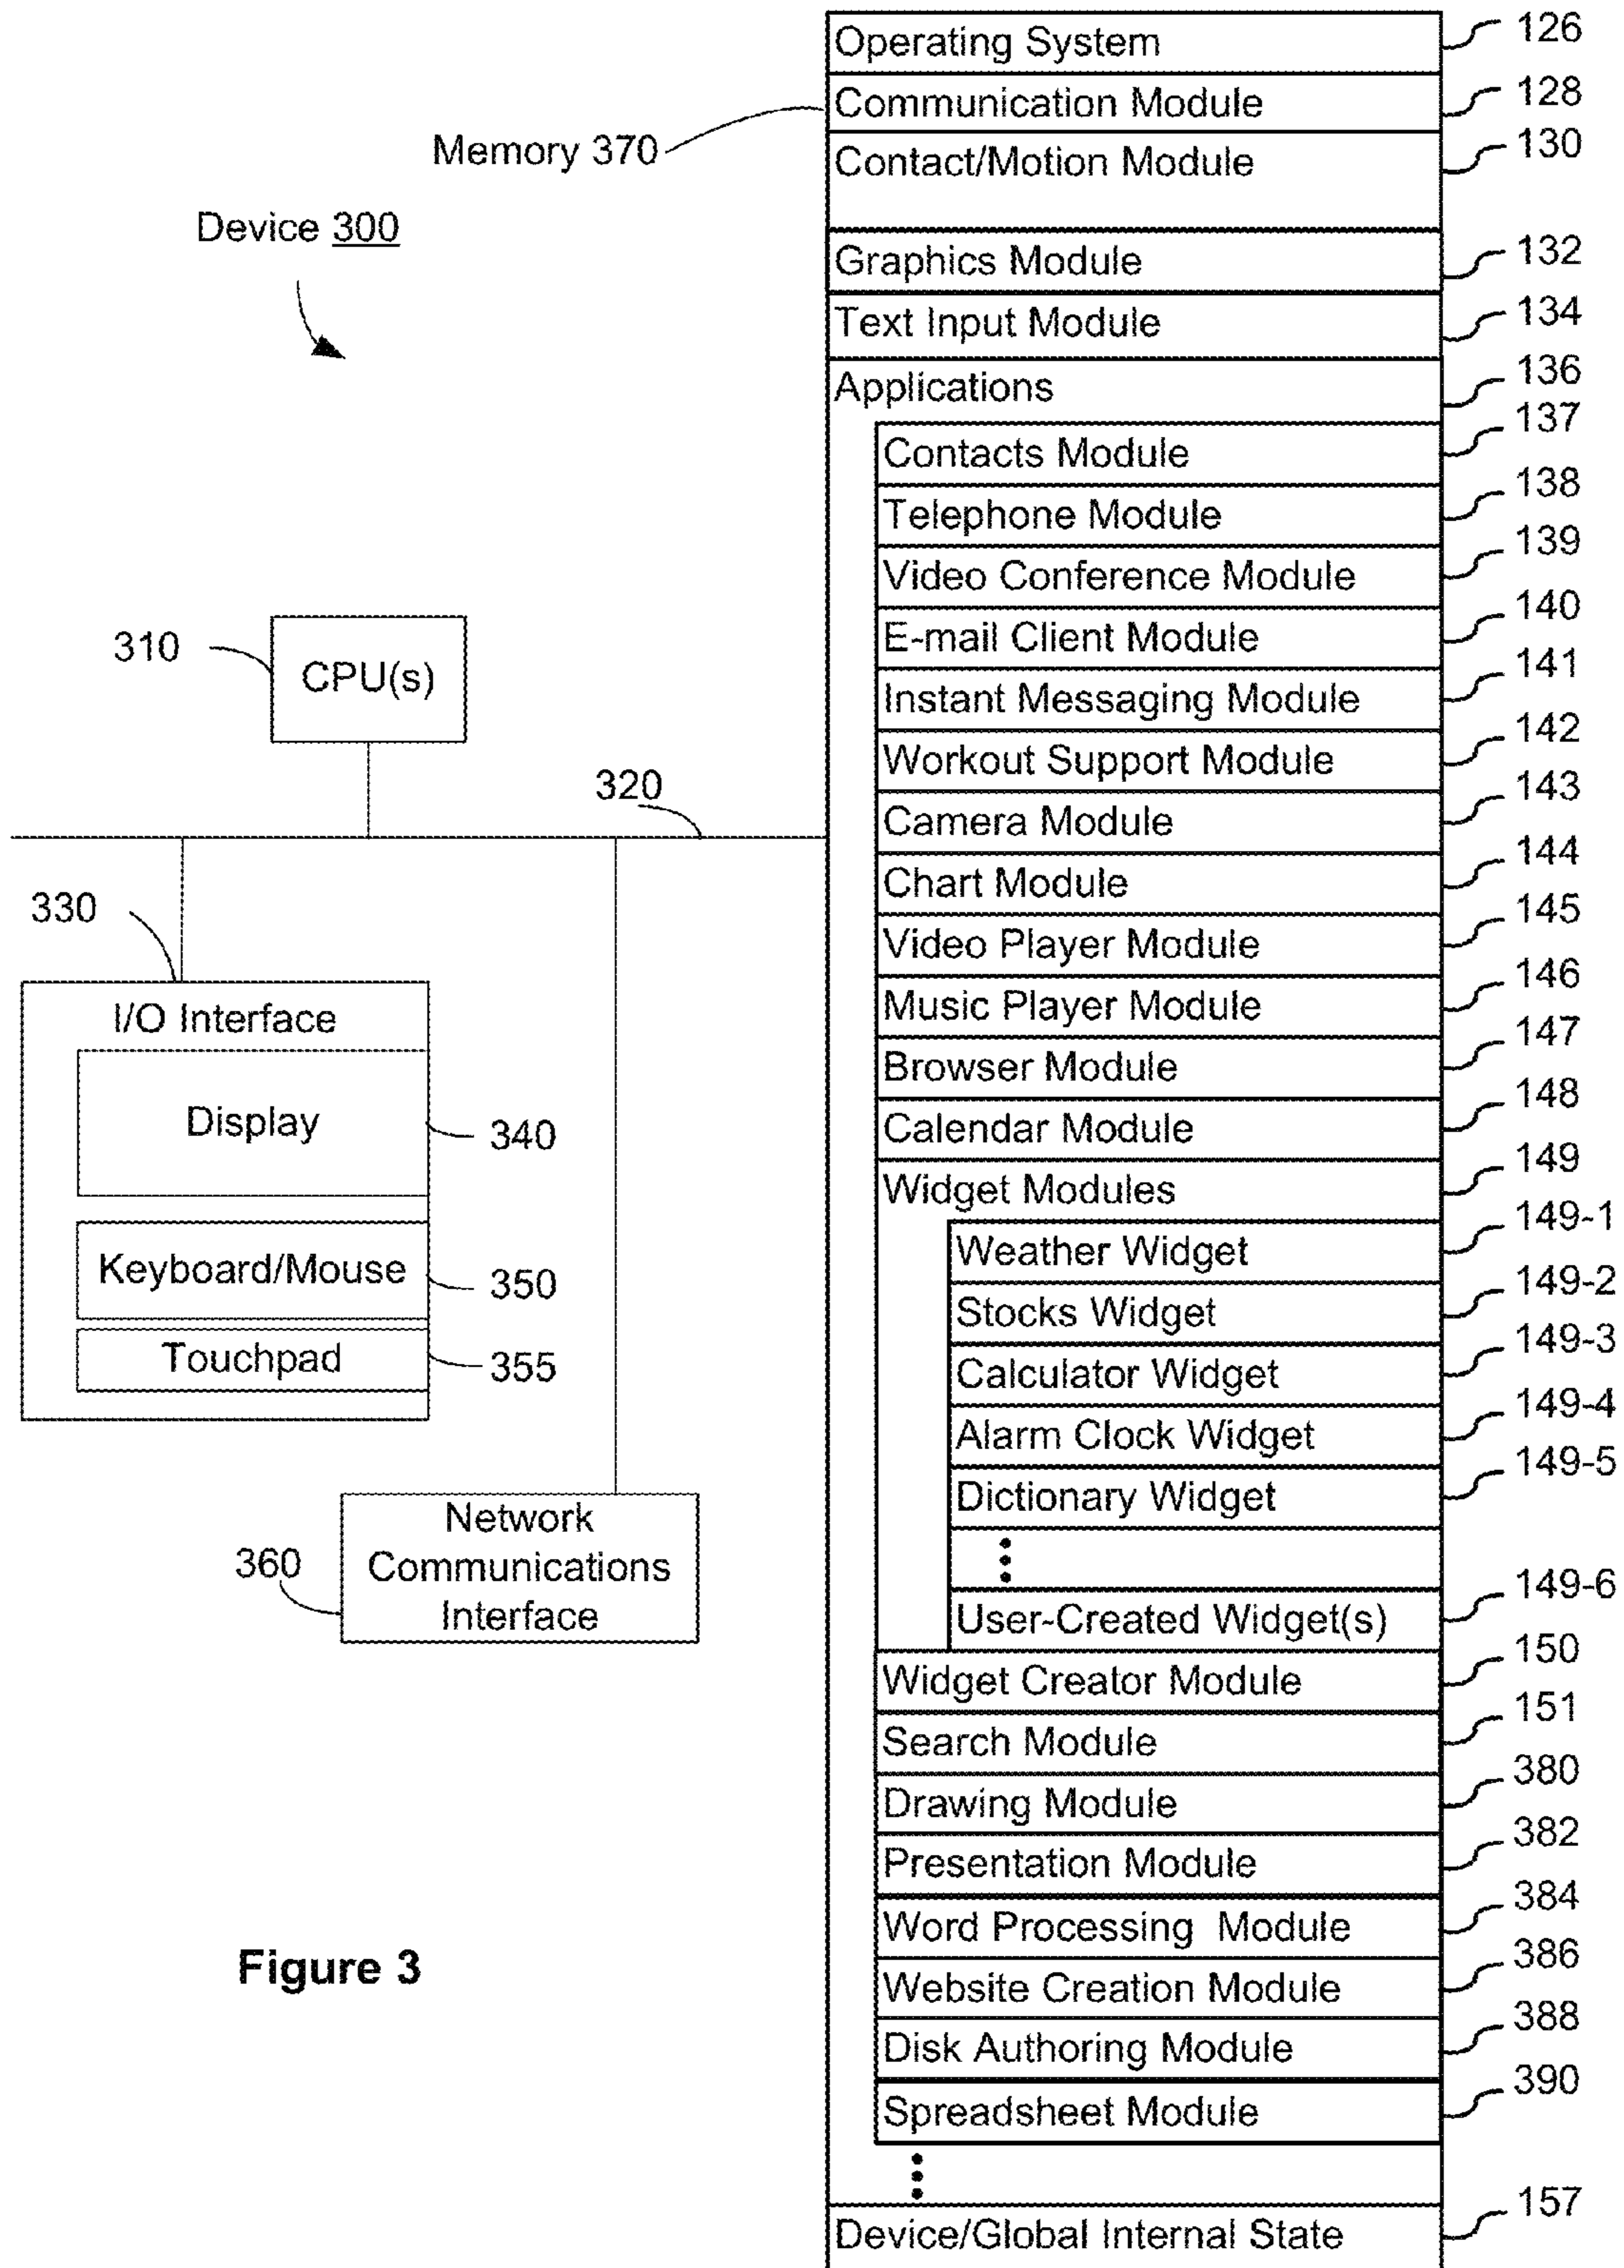 Operating System 126
Communication Module 128
Memory 370
Contact/Motion Module 130
Device 300
Graphics Module 132
Text Input Module 134
Applications 136
Contacts Module 137
Telephone Module 138
Video Conference Module 139
E-mail Client Module 140
Instant Messaging Module 141
Workout Support Module 142
Camera Module 143
Chart Module 144
Video Player Module 145
Music Player Module 146
Browser Module 147
Calendar Module 148
Widget Modules 149
Weather Widget 149-1
Stocks Widget 149-2
Calculator Widget 149-3
Alarm Clock Widget 149-4
Dictionary Widget 149-5
User-Created Widget(s) 149-6
Widget Creator Module 150
Search Module 151
Drawing Module 380
Presentation Module 382
Word Processing Module 384
Website Creation Module 386
Disk Authoring Module 388
Spreadsheet Module 390
Device/Global Internal State 157
310
CPU(s)
320
330
I/O Interface
Display 340
Keyboard/Mouse 350
Touchpad 355
360
Network
Communications
Interface
Figure 3